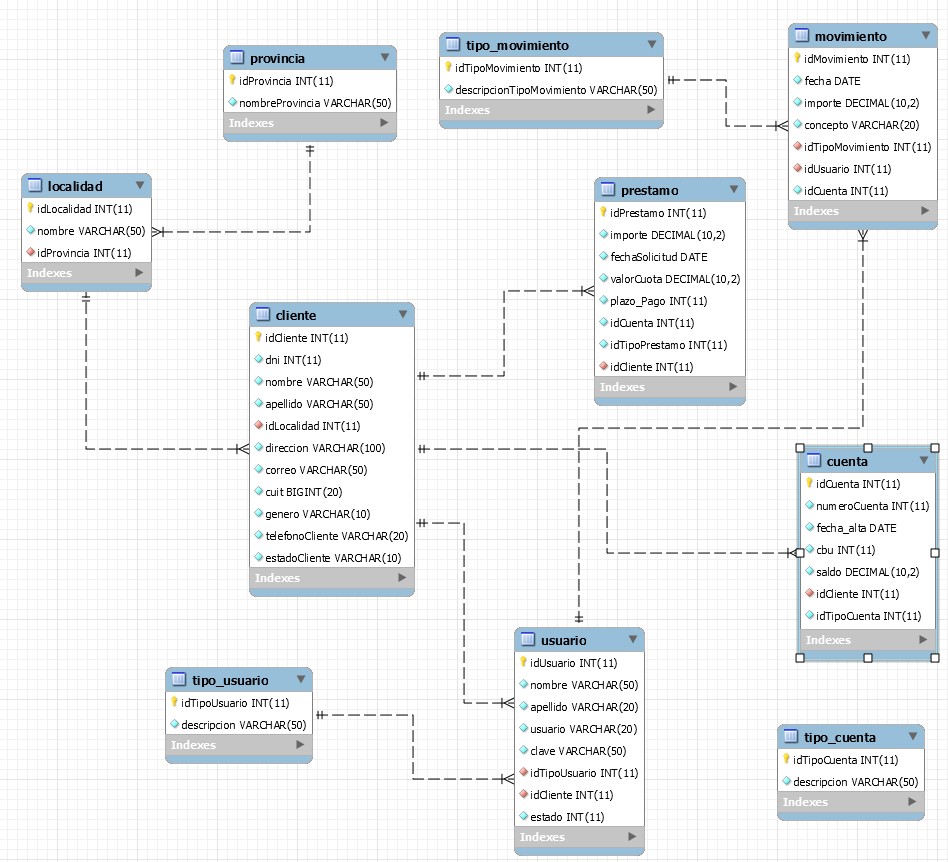 provincia
idProvincia INT(11)
nombreProvincia VARCHAR(50)
Indexes
tipo_movimiento
idTipoMovimiento INT(11)
descripcionTipoMovimiento VARCHAR(50)
Indexes
movimiento
idMovimiento INT(11)
fecha DATE
importe DECIMAL(10,2)
concepto VARCHAR(20)
idTipoMovimiento INT(11)
idUsuario INT(11)
idCuenta INT(11)
Indexes
localidad
idLocalidad INT(11)
nombre VARCHAR(50)
idProvincia INT(11)
Indexes
prestamo
idPrestamo INT(11)
importe DECIMAL(10,2)
fechaSolicitud DATE
valorCuota DECIMAL(10,2)
plazo_Pago INT(11)
idCuenta INT(11)
idTipoPrestamo INT(11)
idCliente INT(11)
Indexes
cliente
idCliente INT(11)
dni INT(11)
nombre VARCHAR(50)
apellido VARCHAR(50)
idLocalidad INT(11)
direccion VARCHAR(100)
correo VARCHAR(50)
cuit BIGINT(20)
genero VARCHAR(10)
telefonoCliente VARCHAR(20)
estadoCliente VARCHAR(10)
Indexes
cuenta
idCuenta INT(11)
numeroCuenta INT(11)
fecha_alta DATE
cbu INT(11)
saldo DECIMAL(10,2)
idCliente INT(11)
idTipoCuenta INT(11)
Indexes
usuario
idUsuario INT(11)
nombre VARCHAR(50)
apellido VARCHAR(20)
usuario VARCHAR(20)
clave VARCHAR(50)
idTipoUsuario INT(11)
idCliente INT(11)
estado INT(11)
Indexes
tipo_usuario
idTipoUsuario INT(11)
descripcion VARCHAR(50)
Indexes
tipo_cuenta
idTipoCuenta INT(11)
descripcion VARCHAR(50)
Indexes